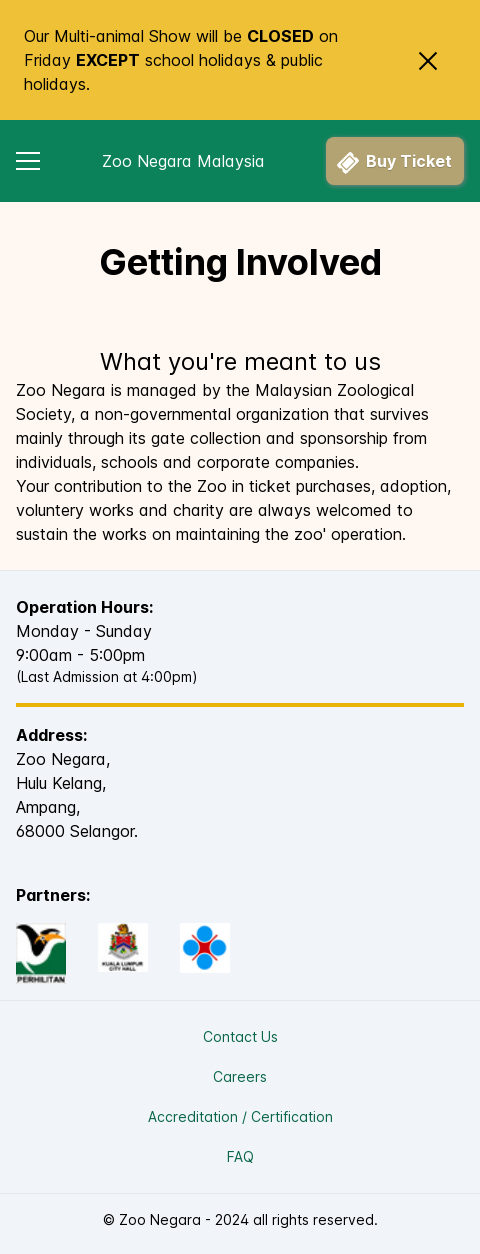 Our Multi-animal Show will be CLOSED on
Friday EXCEPT school holidays & public
holidays.
Zoo Negara Malaysia
Buy Ticket
Getting Involved
What you're meant to us
Zoo Negara is managed by the Malaysian Zoological
Society, a non-governmental organization that survives
mainly through its gate collection and sponsorship from
individuals, schools and corporate companies.
Your contribution to the Zoo in ticket purchases, adoption,
voluntery works and charity are always welcomed to
sustain the works on maintaining the zoo' operation.
Operation Hours:
Monday - Sunday
9:00am - 5:00pm
(Last Admission at 4:00pm)
Address:
Zoo Negara,
Hulu Kelang,
Ampang,
68000 Selangor.
Partners:
PERHILITAN
KUALA LUMPUR
CITY HALL
Contact Us
Careers
Accreditation / Certification
FAQ
© Zoo Negara - 2024 all rights reserved.